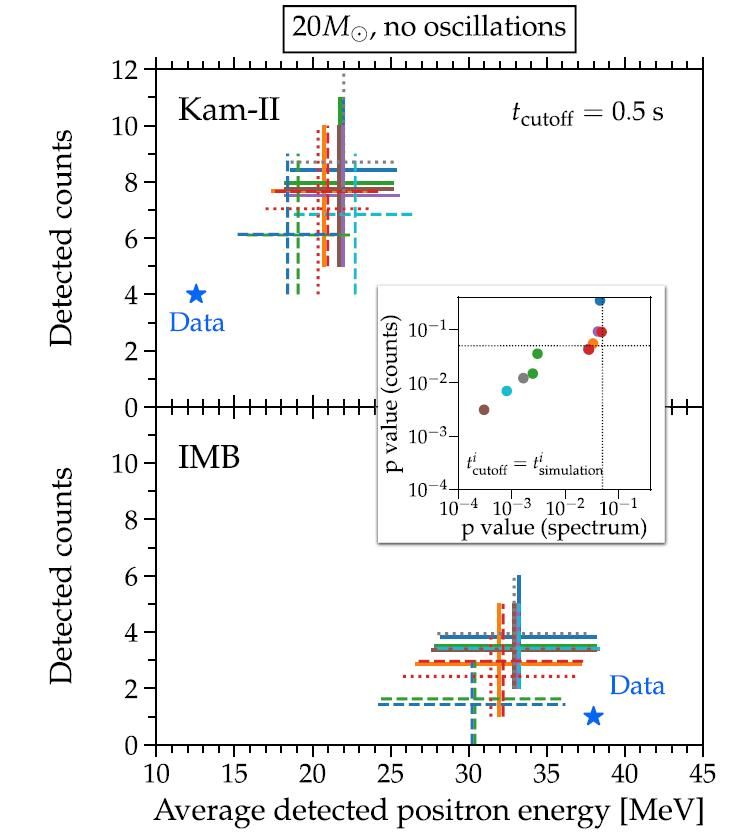 20M⊙, no oscillations
12
Kam-II
t_cutoff = 0.5 s
10
8
6
4
2
0
Detected counts
Data
10⁻¹
10⁻²
10⁻³
10⁻⁴
p value (counts)
tⁱ_cutoff = tⁱ_simulation
10⁻⁴ 10⁻³ 10⁻² 10⁻¹
p value (spectrum)
IMB
10
8
6
4
2
0
Detected counts
Data
10 15 20 25 30 35 40 45
Average detected positron energy [MeV]